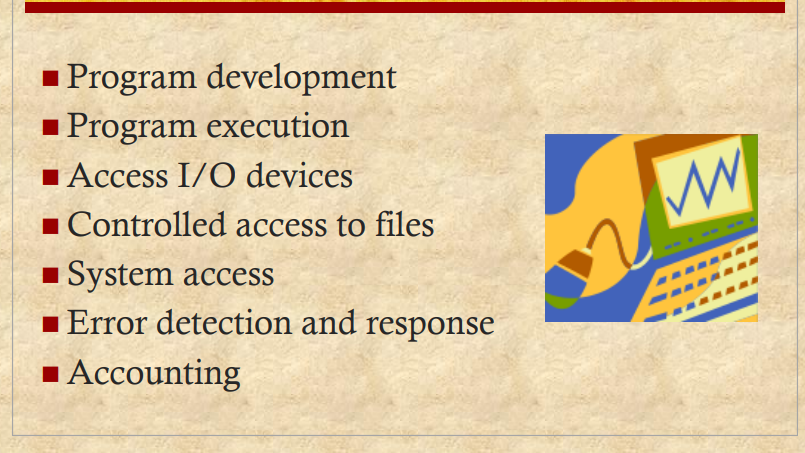 Program development
Program execution
Access I/O devices
Controlled access to files
System access
Error detection and response
Accounting